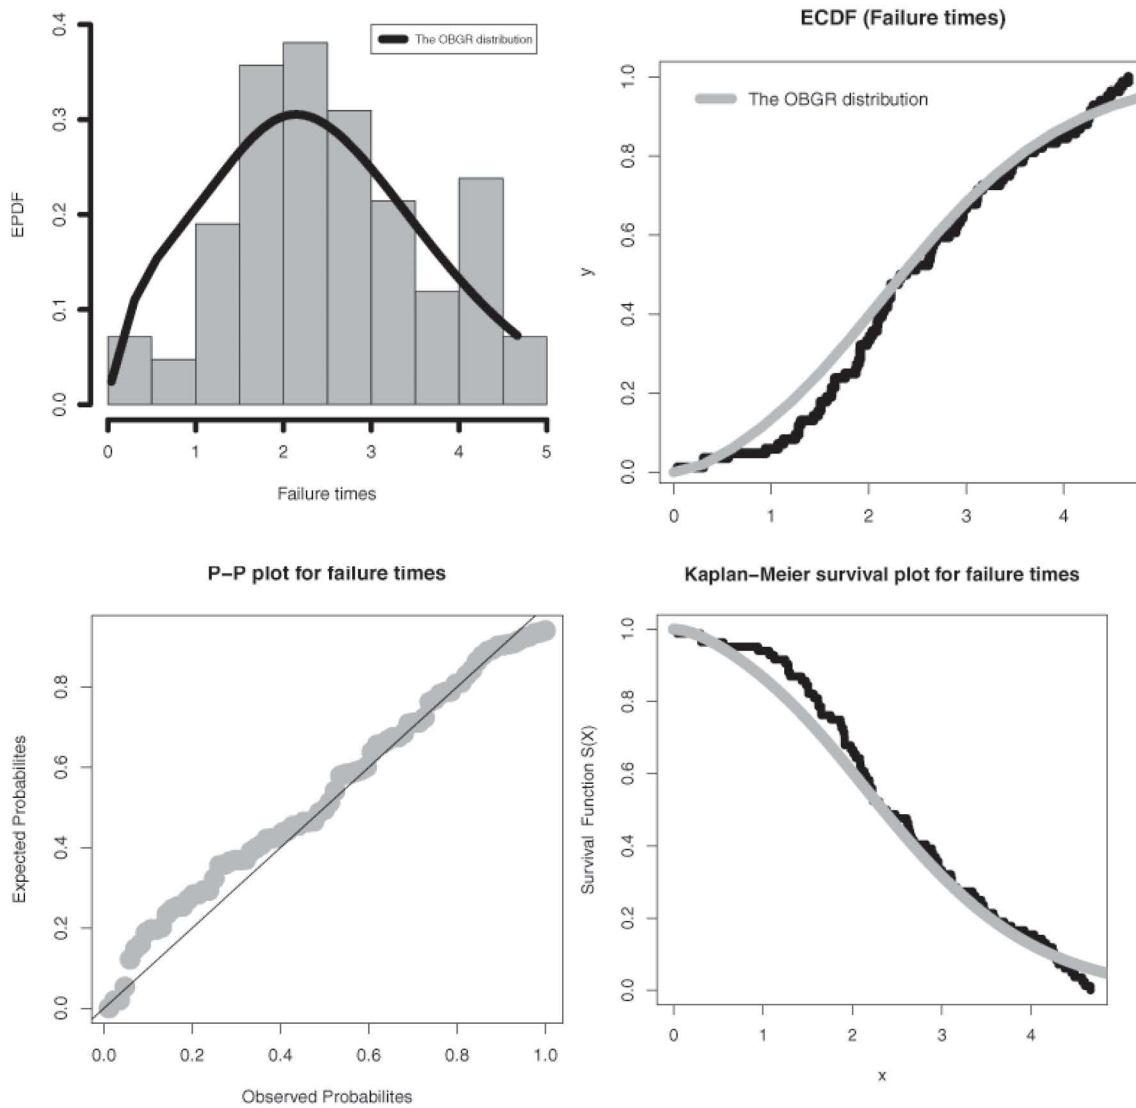 The OBGR distribution
EPDF
0.0 0.1 0.2 0.3 0.4
0 1 2 3 4 5
Failure times
ECDF (Failure times)
The OBGR distribution
y
0.0 0.2 0.4 0.6 0.8 1.0
0 1 2 3 4
P–P plot for failure times
Expected Probabilites
0.0 0.2 0.4 0.6 0.8
0.0 0.2 0.4 0.6 0.8 1.0
Observed Probabilites
Kaplan–Meier survival plot for failure times
Survival Function S(X)
0.0 0.2 0.4 0.6 0.8 1.0
0 1 2 3 4
x